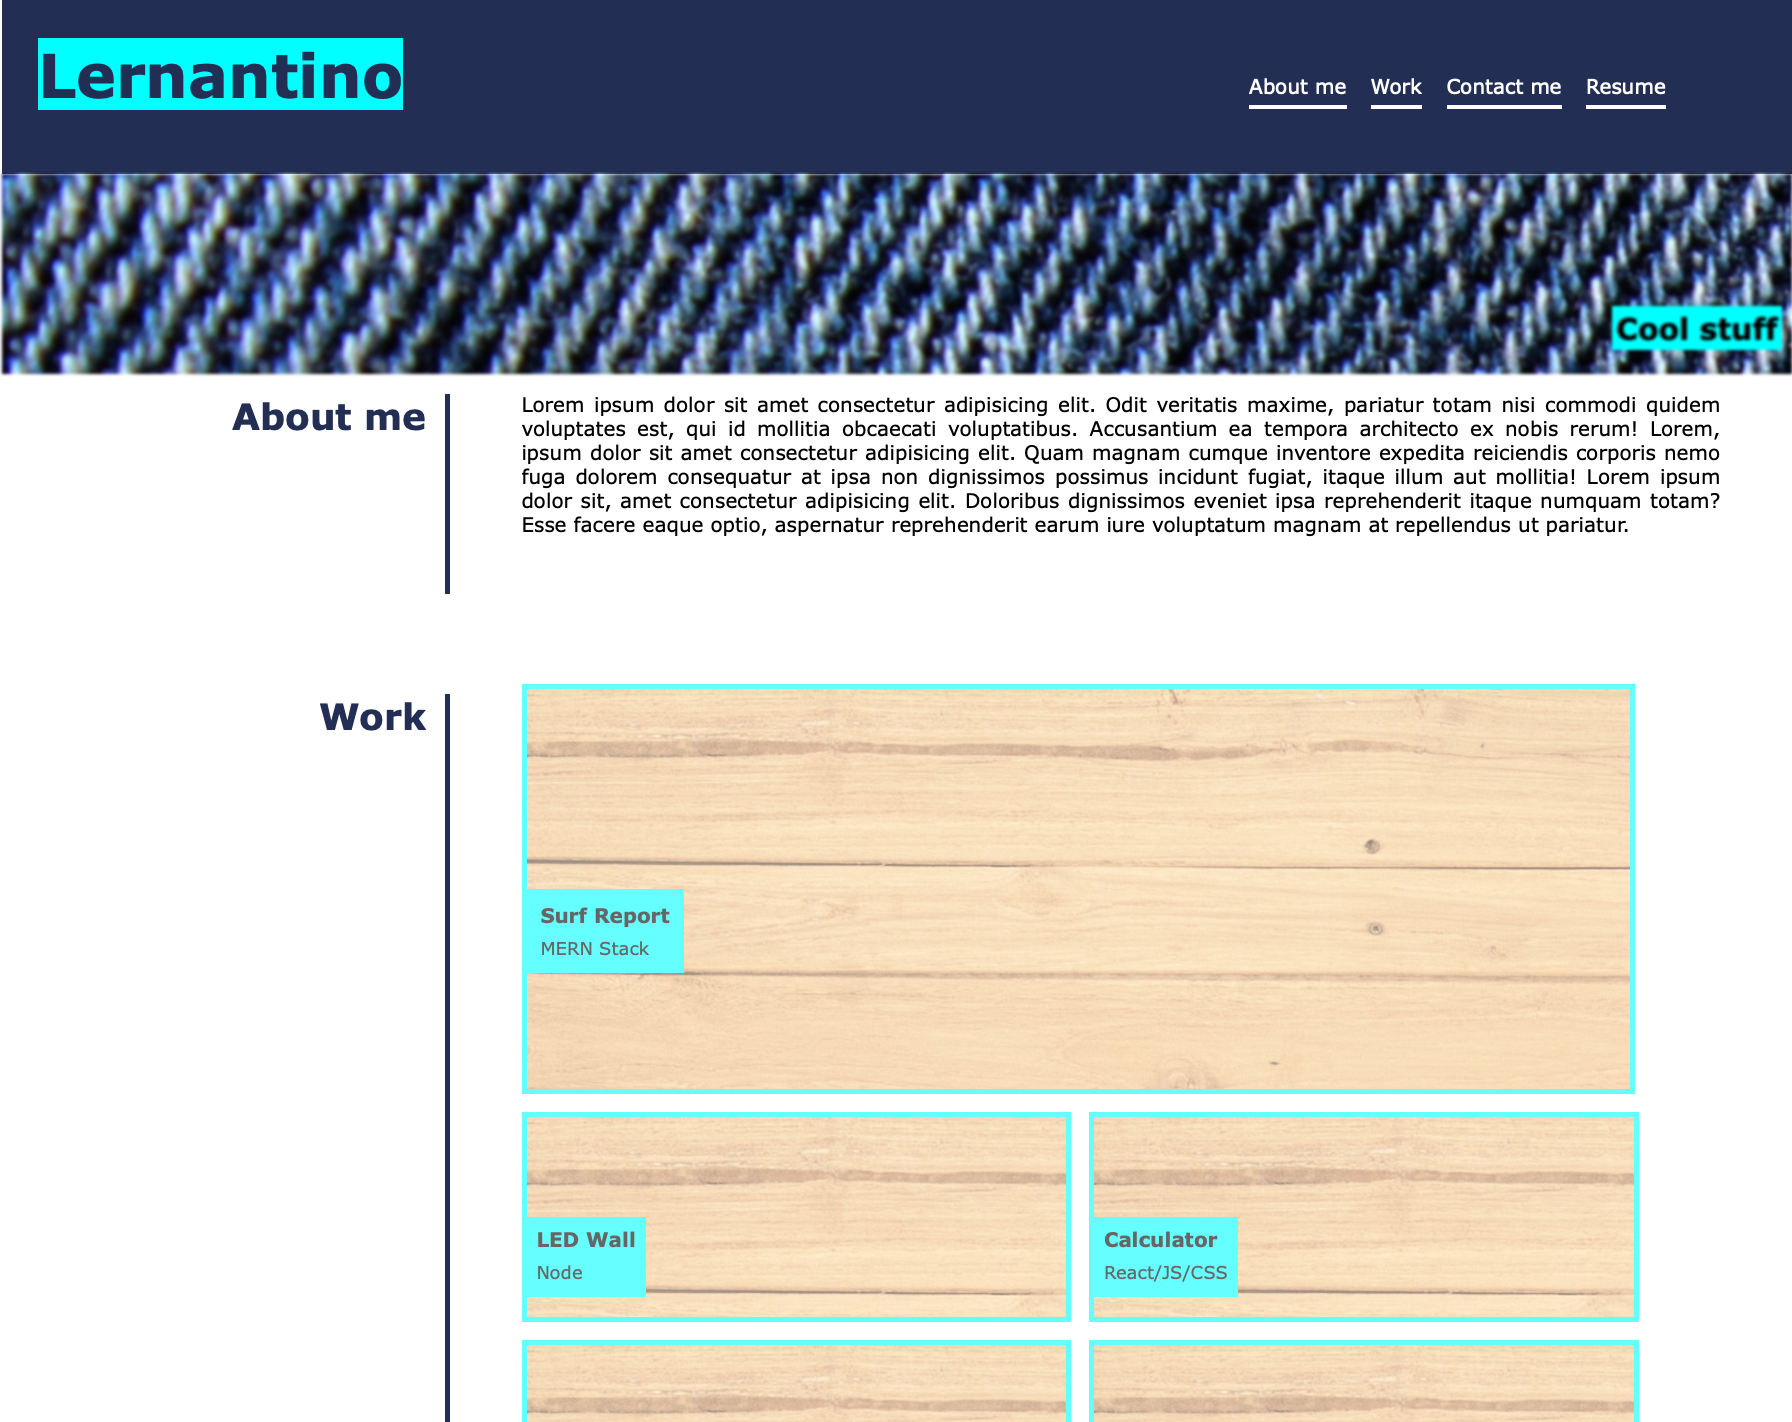 Lernantino
About me Work Contact me Resume
Cool stuff
About me
Lorem ipsum dolor sit amet consectetur adipisicing elit. Odit veritatis maxime, pariatur totam nisi commodi quidem
voluptates est, qui id mollitia obcaecati voluptatibus. Accusantium ea tempora architecto ex nobis rerum! Lorem,
ipsum dolor sit amet consectetur adipisicing elit. Quam magnam cumque inventore expedita reiciendis corporis nemo
fuga dolorem consequatur at ipsa non dignissimos possimus incidunt fugiat, itaque illum aut mollitia! Lorem ipsum
dolor sit, amet consectetur adipisicing elit. Doloribus dignissimos eveniet ipsa reprehenderit itaque numquam totam?
Esse facere eaque optio, aspernatur reprehenderit earum iure voluptatum magnam at repellendus ut pariatur.
Work
Surf Report
MERN Stack
LED Wall
Node
Calculator
React/JS/CSS